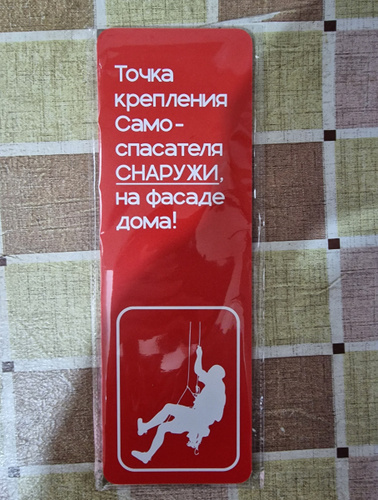 Точка
крепления
Само-
спасателя
СНАРУЖИ,
на фасаде
дома!